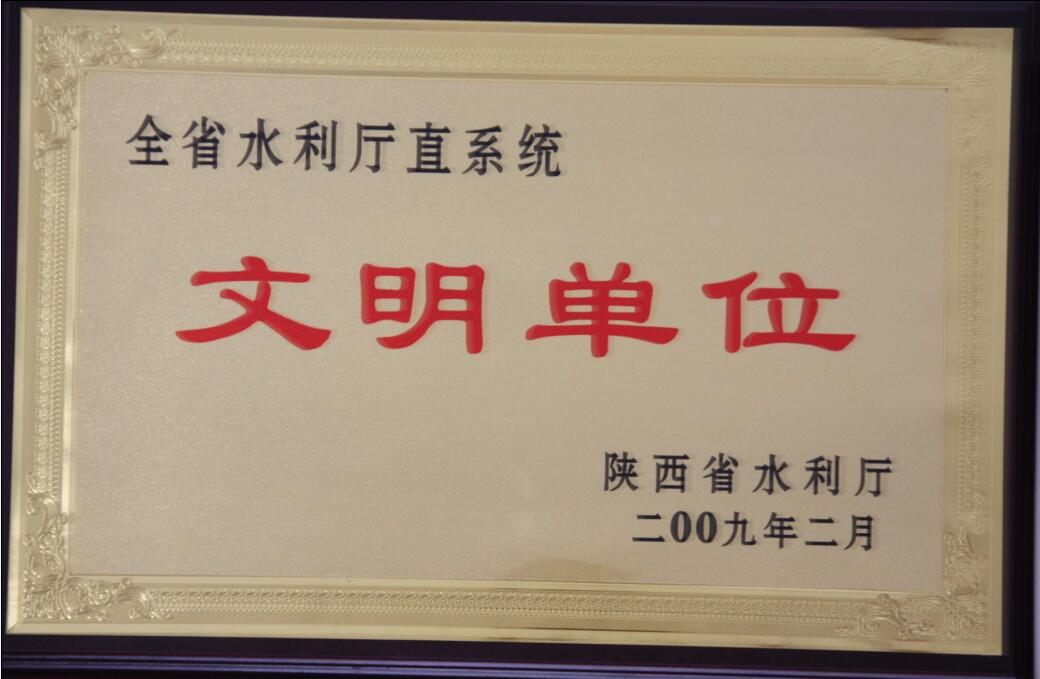 全省水利厅直系统
文明单位
陕西省水利厅
二00九年二月